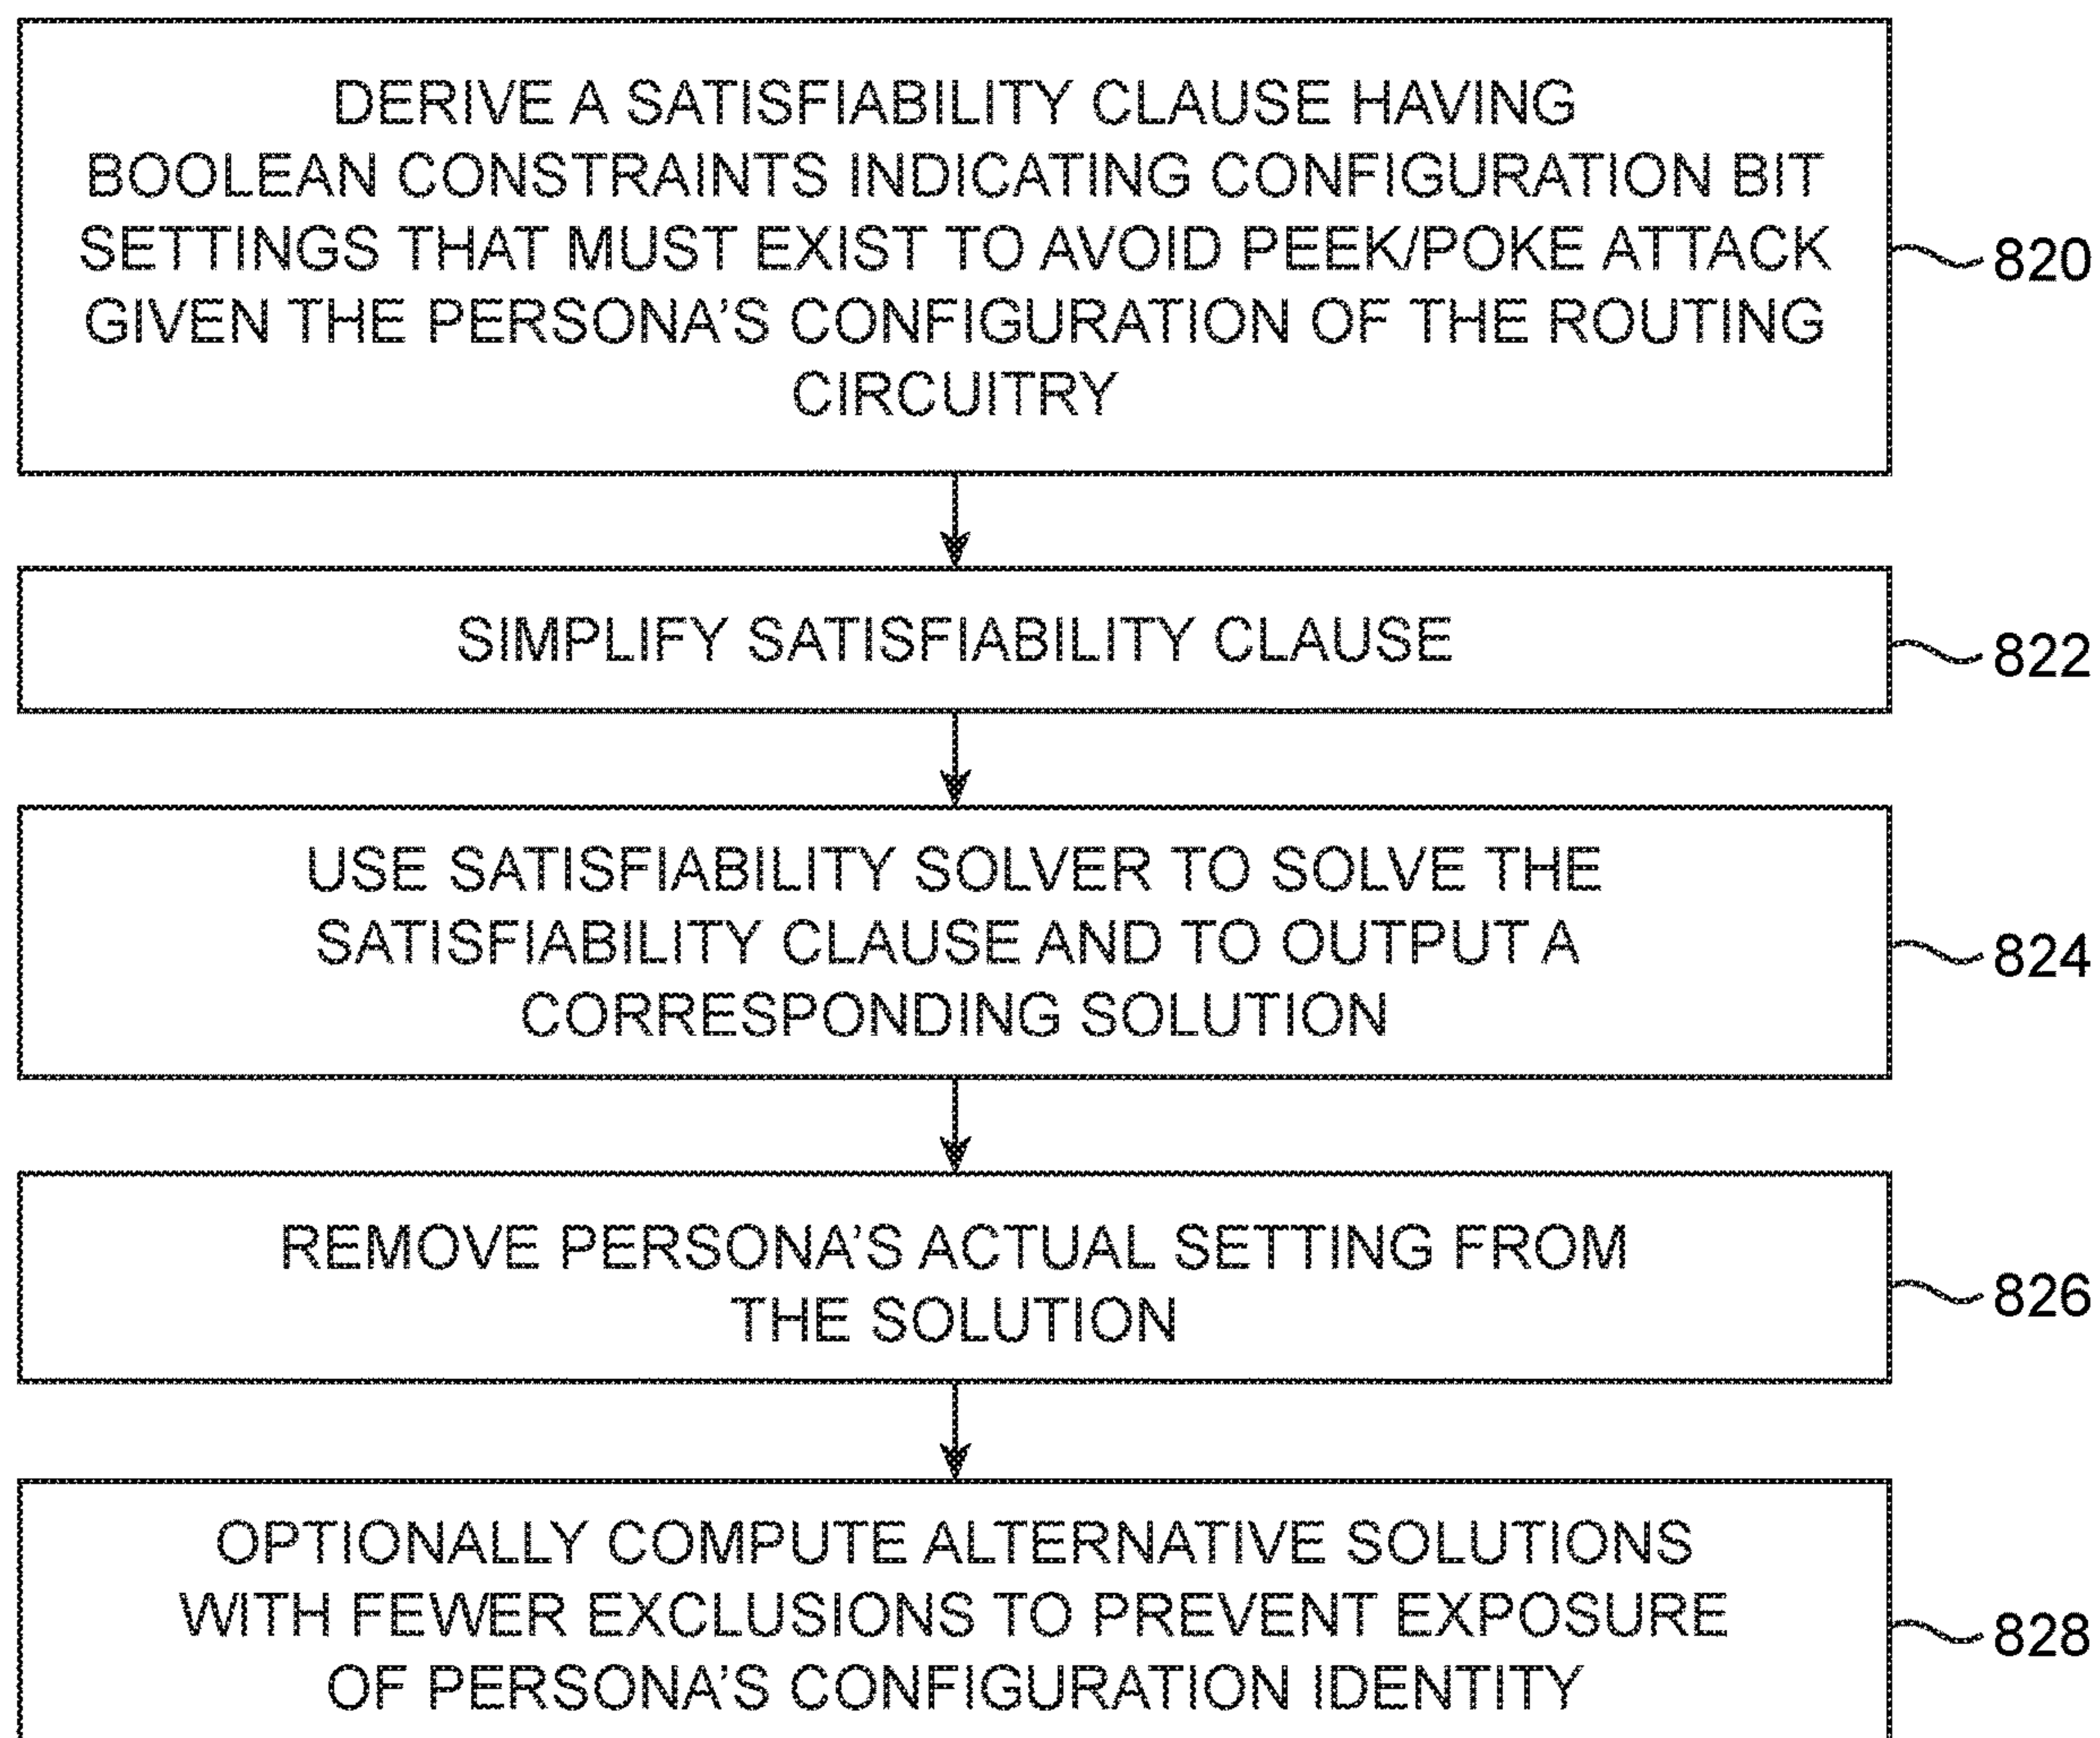 DERIVE A SATISFIABILITY CLAUSE HAVING
BOOLEAN CONSTRAINTS INDICATING CONFIGURATION BIT
SETTINGS THAT MUST EXIST TO AVOID PEEK/POKE ATTACK
GIVEN THE PERSONA'S CONFIGURATION OF THE ROUTING
CIRCUITRY
820
SIMPLIFY SATISFIABILITY CLAUSE
822
USE SATISFIABILITY SOLVER TO SOLVE THE
SATISFIABILITY CLAUSE AND TO OUTPUT A
CORRESPONDING SOLUTION
824
REMOVE PERSONA'S ACTUAL SETTING FROM
THE SOLUTION
826
OPTIONALLY COMPUTE ALTERNATIVE SOLUTIONS
WITH FEWER EXCLUSIONS TO PREVENT EXPOSURE
OF PERSONA'S CONFIGURATION IDENTITY
828